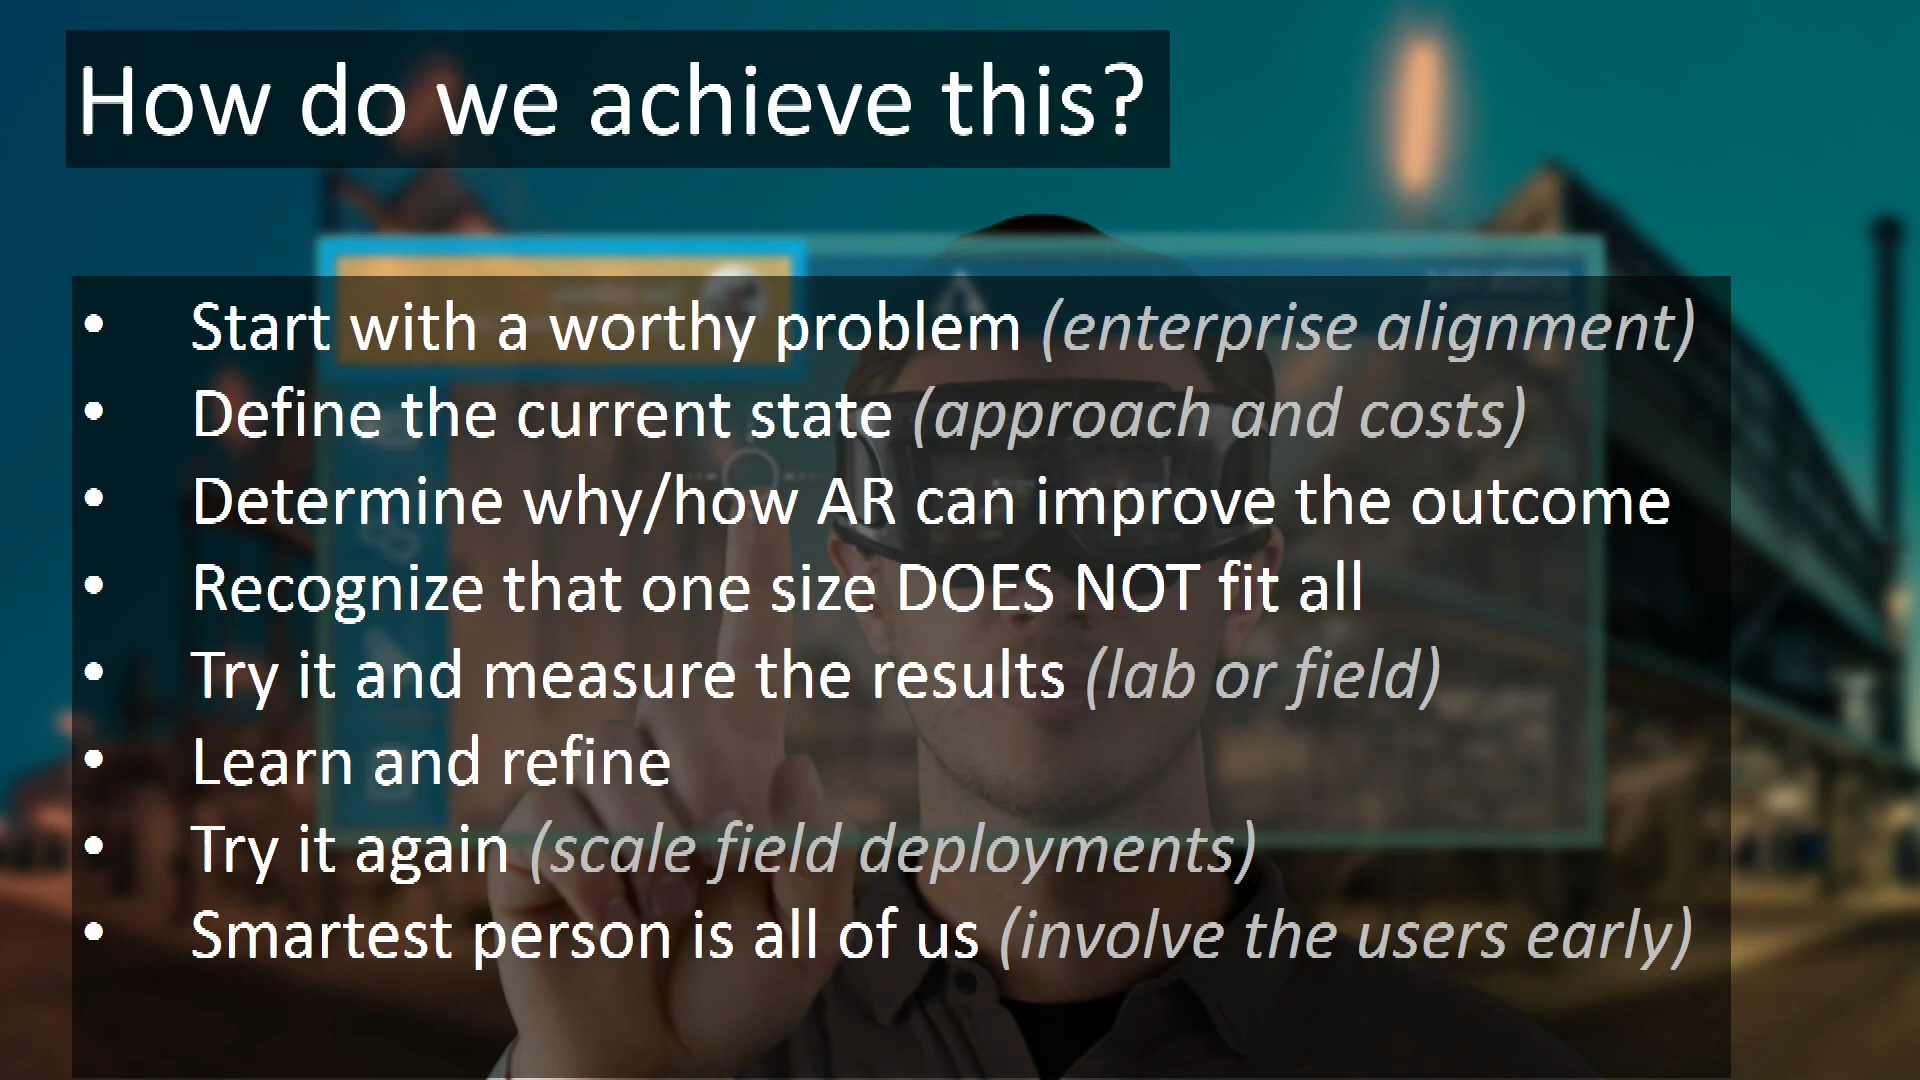 How do we achieve this?
• Start with a worthy problem (enterprise alignment)
• Define the current state (approach and costs)
• Determine why/how AR can improve the outcome
• Recognize that one size DOES NOT fit all
• Try it and measure the results (lab or field)
• Learn and refine
• Try it again (scale field deployments)
• Smartest person is all of us (involve the users early)